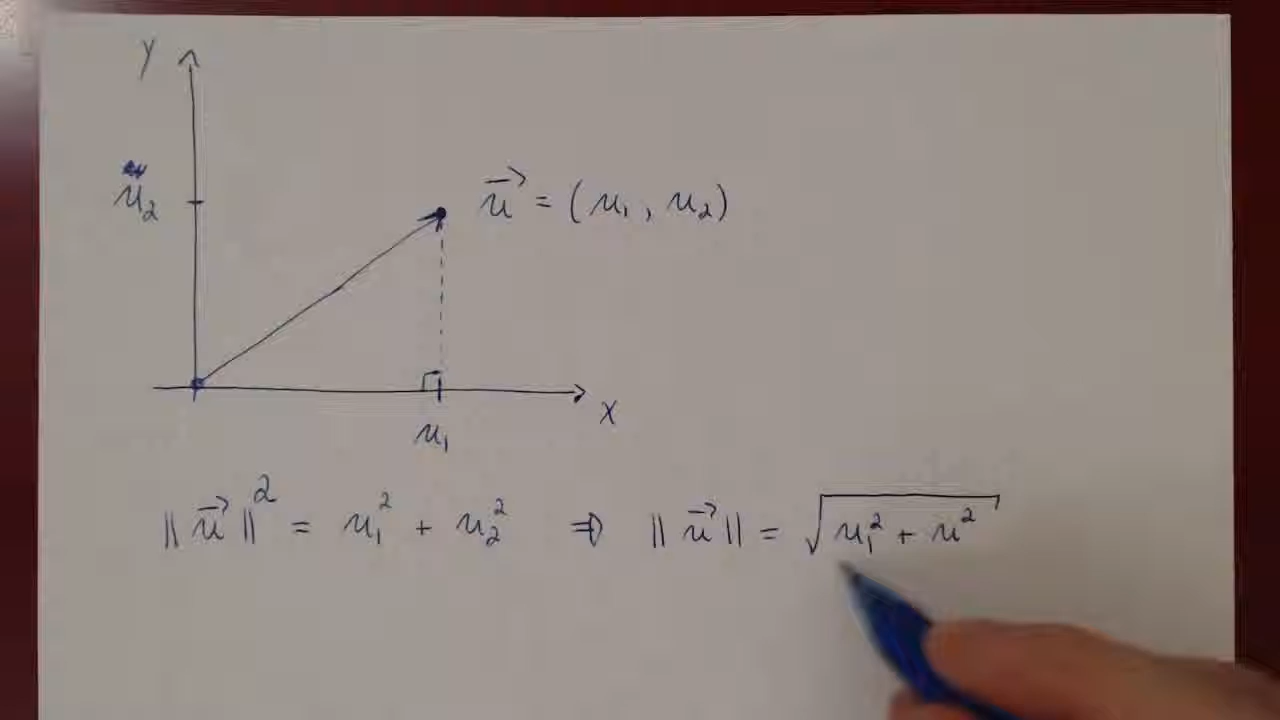 y
u₂
u⃗ = (u₁, u₂)
x
u₁
||u⃗||² = u₁² + u₂² ⇒ ||u⃗|| = √(u₁² + u²)